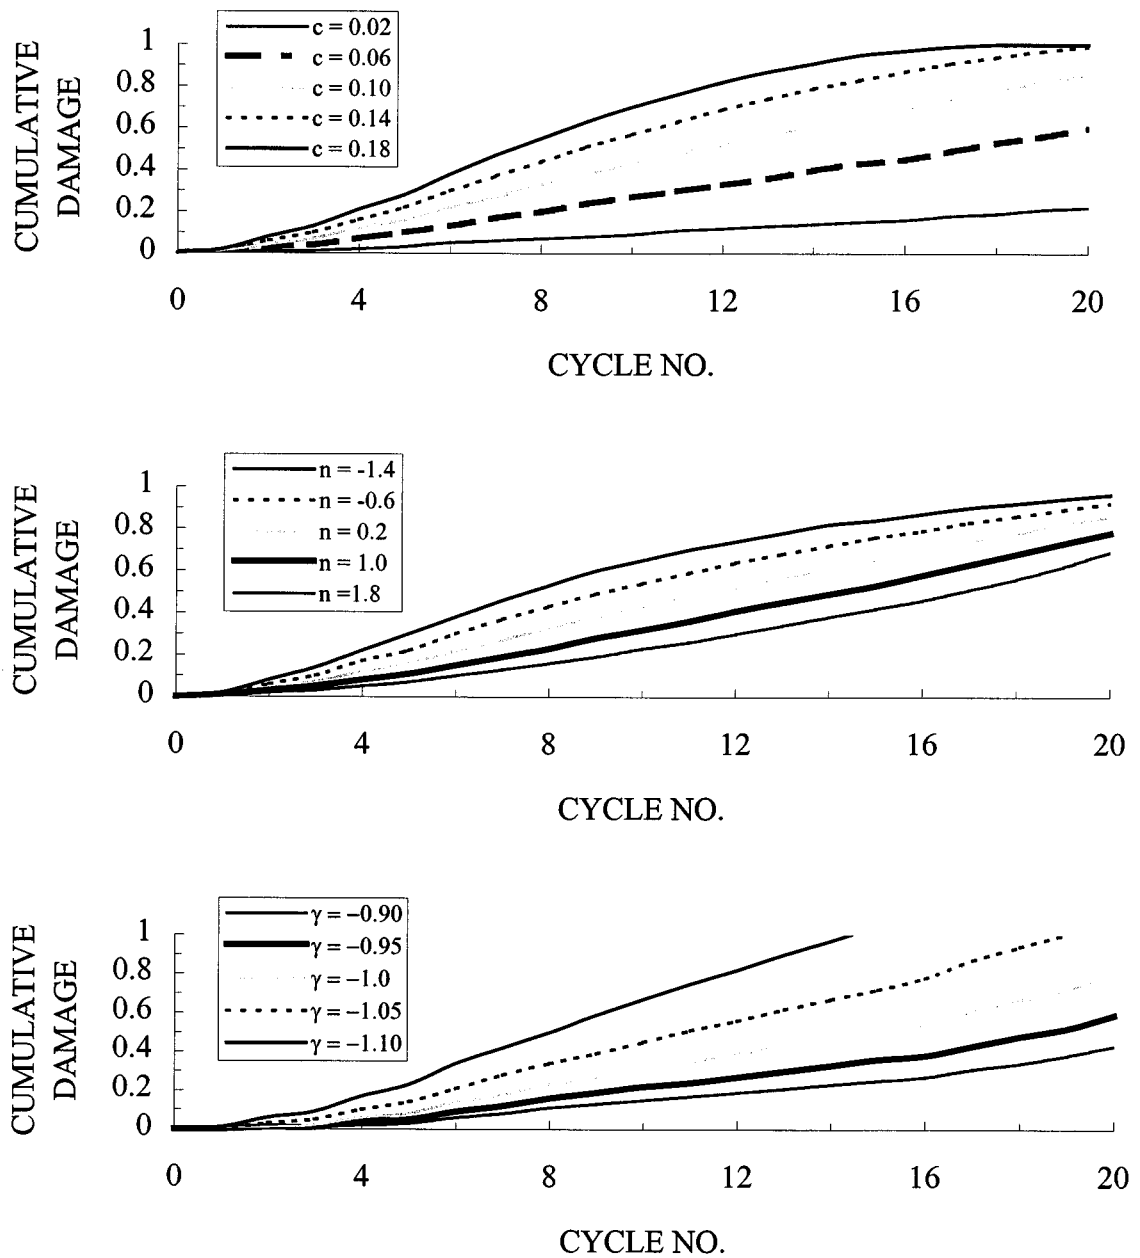 c = 0.02
c = 0.06
c = 0.10
c = 0.14
c = 0.18
CUMULATIVE
DAMAGE
1
0.8
0.6
0.4
0.2
0
0 4 8 12 16 20
CYCLE NO.
n = -1.4
n = -0.6
n = 0.2
n = 1.0
n =1.8
CUMULATIVE
DAMAGE
1
0.8
0.6
0.4
0.2
0
0 4 8 12 16 20
CYCLE NO.
γ = −0.90
γ = −0.95
γ = −1.0
γ = −1.05
γ = −1.10
CUMULATIVE
DAMAGE
1
0.8
0.6
0.4
0.2
0
0 4 8 12 16 20
CYCLE NO.